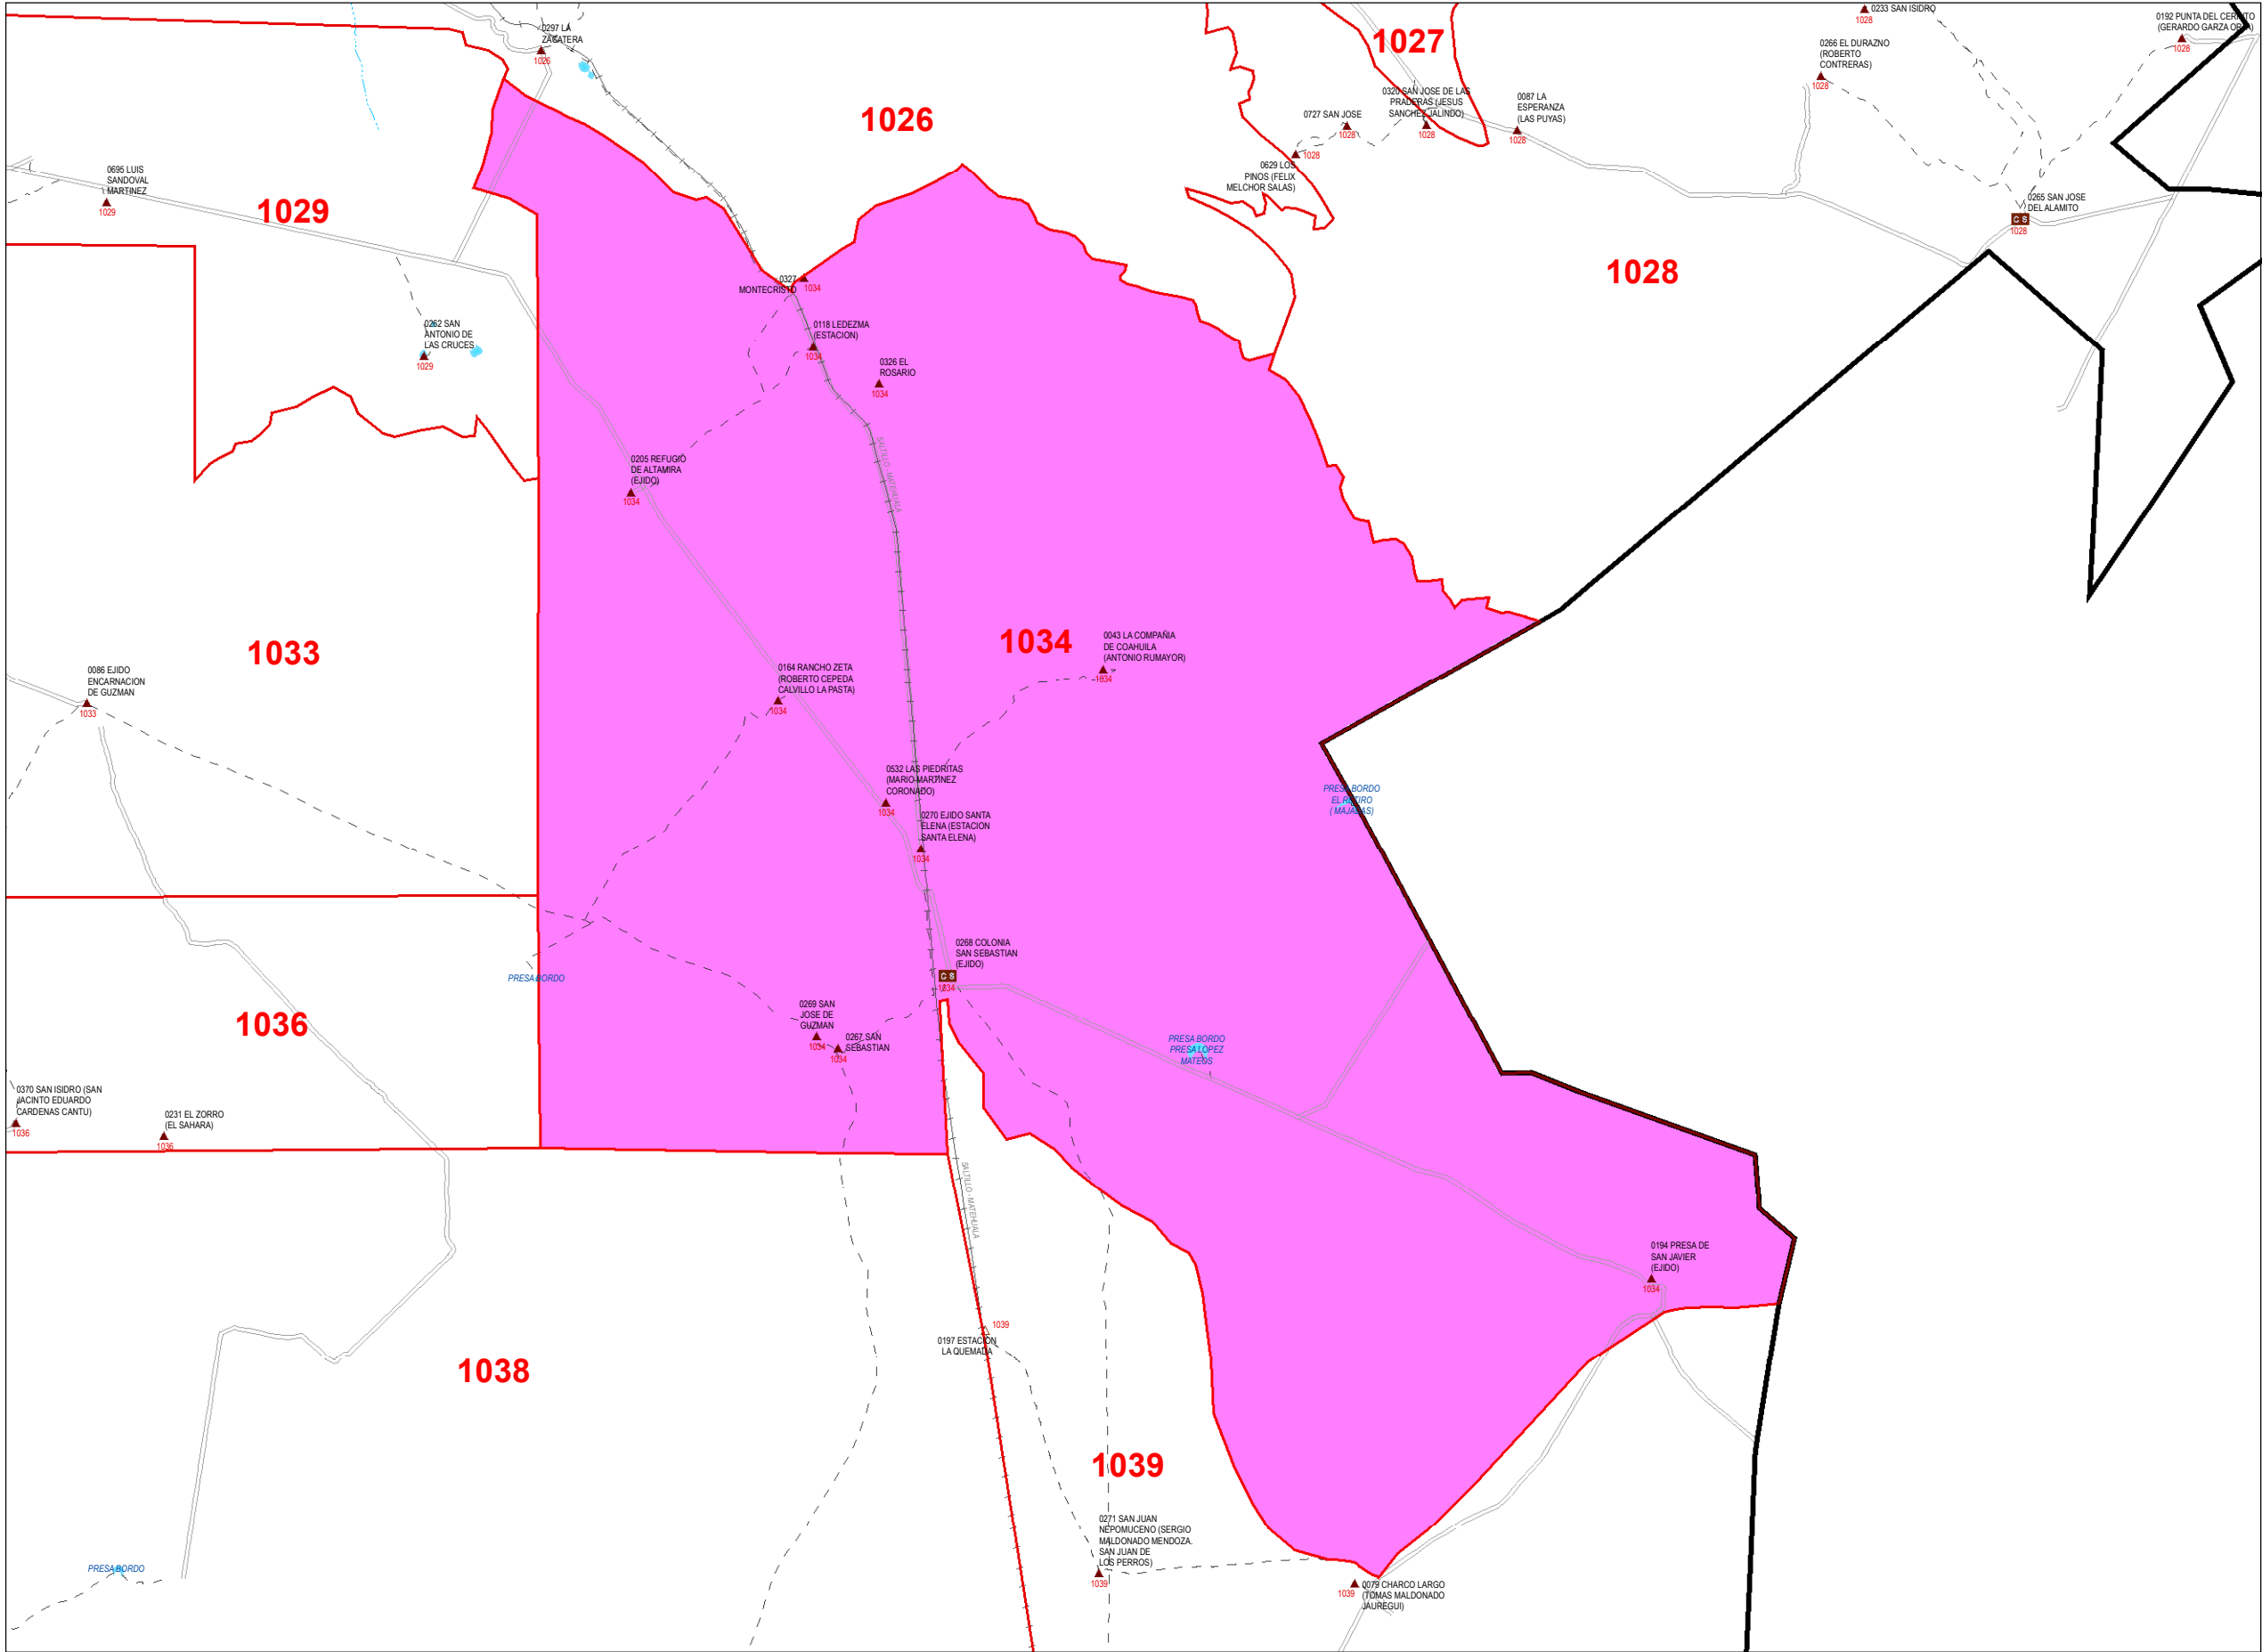 0297 LA
ZACATERA
1026
1027
0233 SAN ISIDRO
1028
0192 PUNTA DEL CERRITO
(GERARDO GARZA
1028
0266 EL DURAZNO
(ROBERTO
CONTRERAS)
1028
1026
0320 SAN JOSE DE LAS
PRADERAS (JESUS
SANCHEZ JALINDO)
1028
0087 LA
ESPERANZA
(LAS PUYAS)
1028
0727 SAN JOSE
1028
0629 LOS
PINOS (FELIX
MELCHOR SALAS)
1028
0695 LUIS
SANDOVAL
MARTINEZ
1029
1029
0265 SAN JOSE
DEL ALAMITO
C S
1028
1028
0327
MONTECRISTO
1034
0262 SAN
ANTONIO DE
LAS CRUCES
1029
0118 LEDEZMA
(ESTACION)
1034
0326 EL
ROSARIO
1034
SALTILLO - MATEHUALA
0205 REFUGIO
DE ALTAMIRA
(EJIDO)
1034
1033
1034
0043 LA COMPAÑIA
DE COAHUILA
(ANTONIO RUMAYOR)
1034
0086 EJIDO
ENCARNACION
DE GUZMAN
1033
0164 RANCHO ZETA
(ROBERTO CEPEDA
CALVILLO LA PASTA)
1034
0532 LAS PIEDRITAS
(MARIO MARTINEZ
CORONADO)
1034
PRESA BORDO
EL RETIRO
0270 EJIDO SANTA
ELENA (ESTACION
SANTA ELENA)
1034
0268 COLONIA
SAN SEBASTIAN
(EJIDO)
C S
1034
PRESA BORDO
1036
0269 SAN
JOSE DE
GUZMAN
1034
0267 SAN
SEBASTIAN
1034
PRESA BORDO
PRESA LOPEZ
MATEOS
0370 SAN ISIDRO (SAN
JACINTO EDUARDO
CARDENAS CANTU)
1036
0231 EL ZORRO
(EL SAHARA)
1036
SALTILLO - MATEHUALA
0194 PRESA DE
SAN JAVIER
(EJIDO)
1034
1039
0197 ESTACION
LA QUEMADA
1038
1039
0271 SAN JUAN
NEPOMUCENO (SERGIO
MALDONADO MENDOZA.
SAN JUAN DE
LOS PERROS)
1039
PRESA BORDO
0079 CHARCO LARGO
(TOMAS MALDONADO
JAUREGUI)
1039